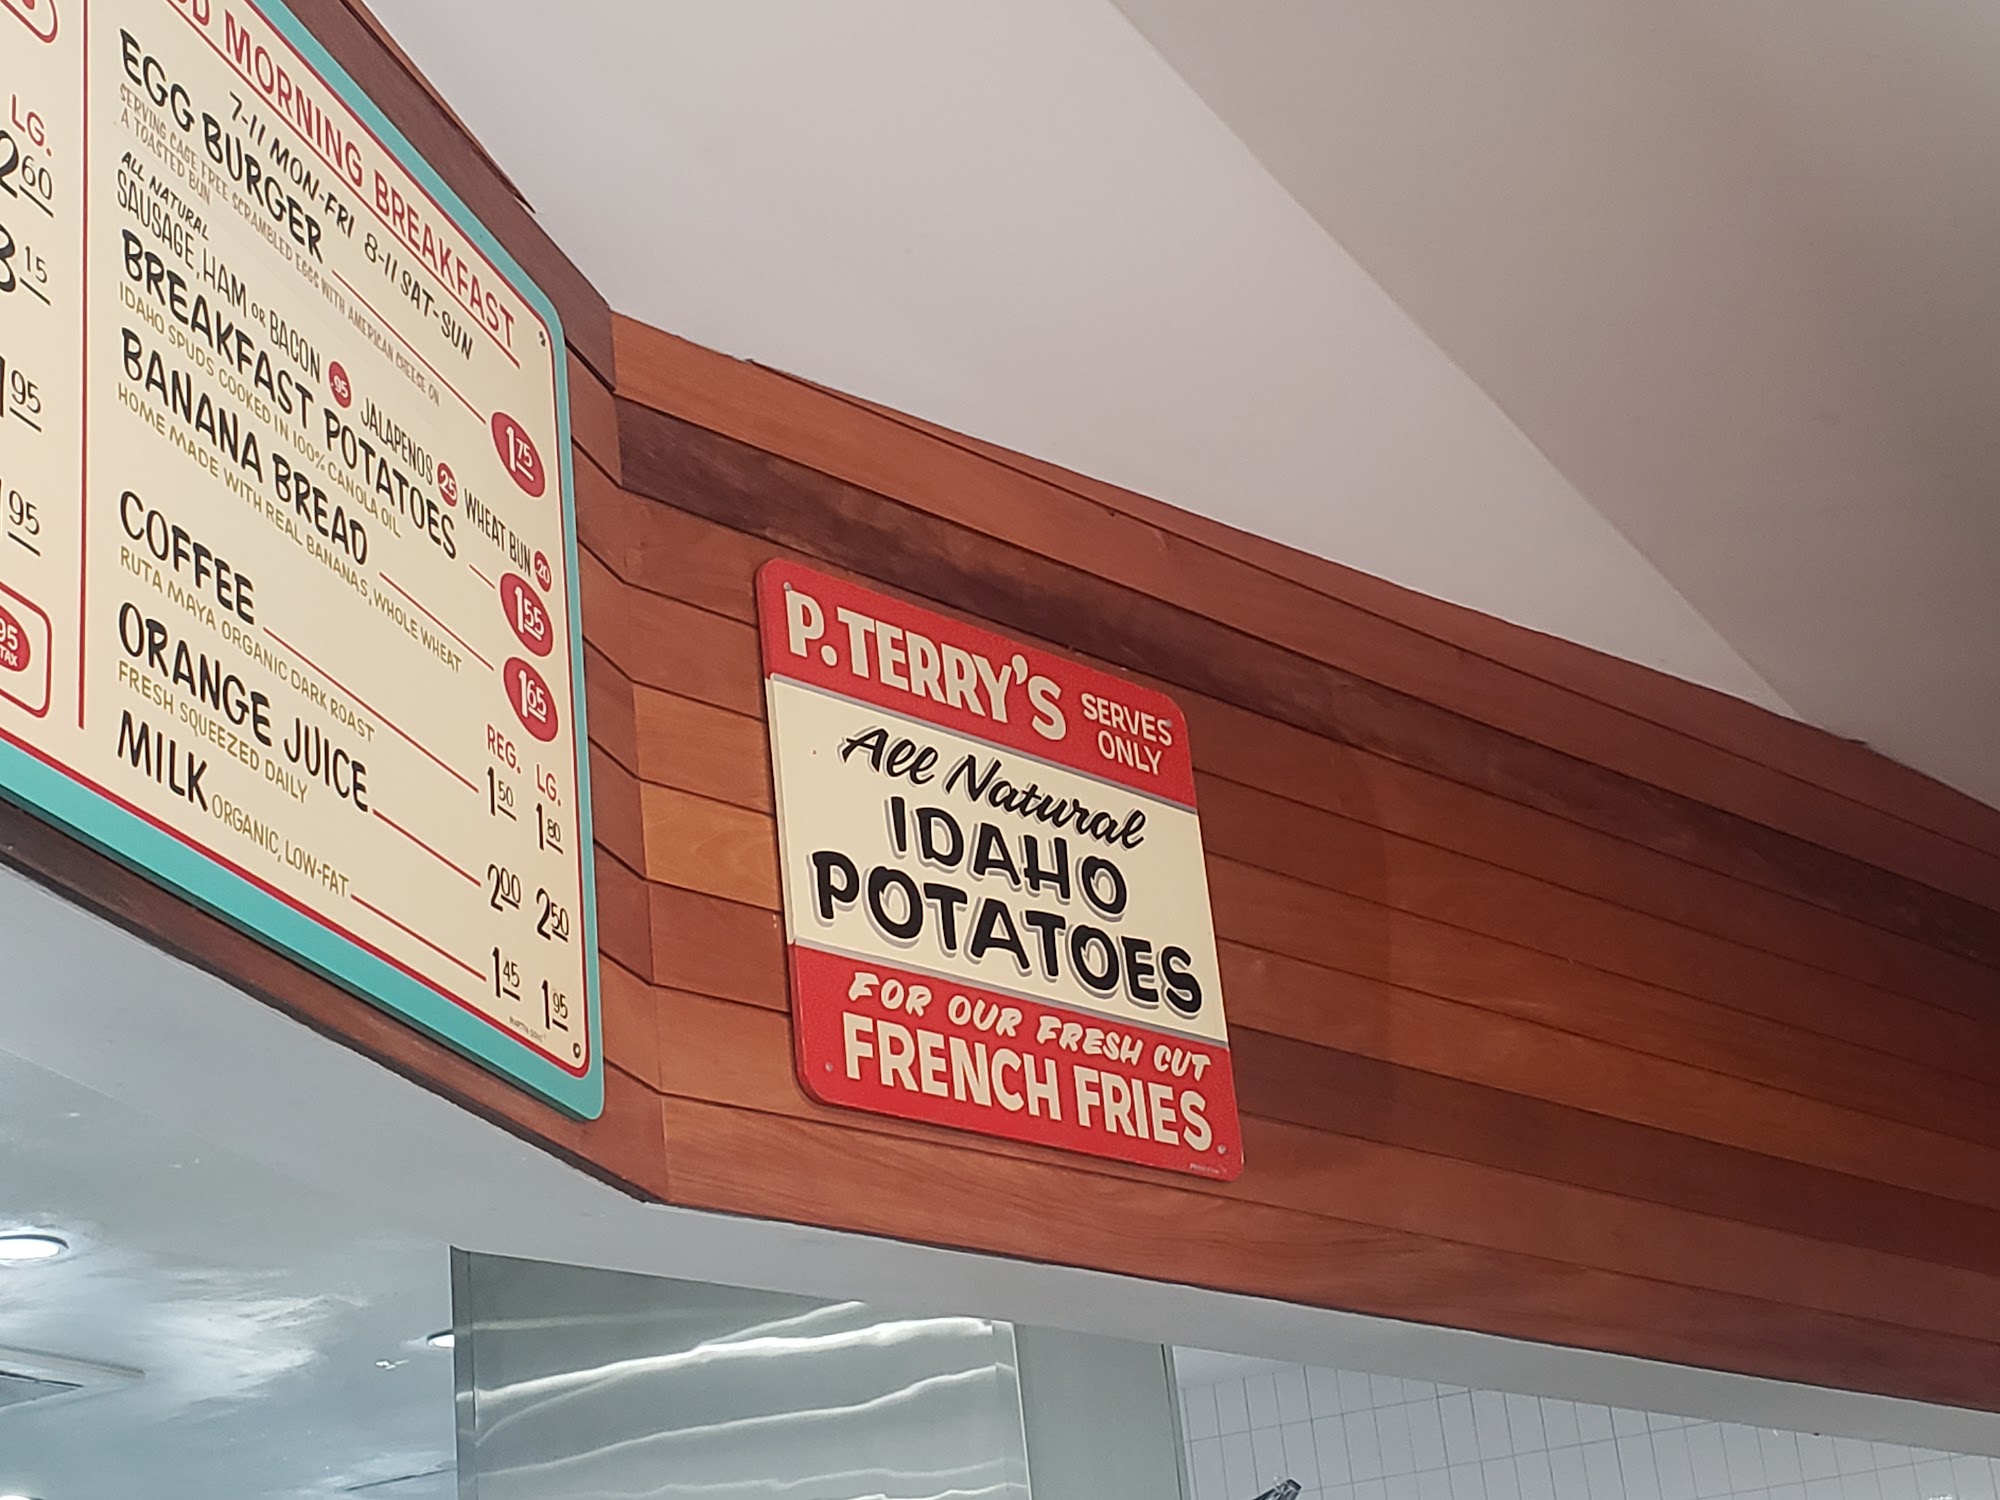 LG.
2 60
3 15
1 95
95
95
TAX
MORNING BREAKFAST
7-11 MON-FRI 8-11 SAT-SUN
EGG BURGER 1 75
SERVING CAGE FREE SCRAMBLED EGGS WITH AMERICAN CHEESE ON
A TOASTED BUN
ALL NATURAL
SAUSAGE, HAM OR BACON .95 JALAPENOS .25 WHEAT BUN .20
BREAKFAST POTATOES 1 55
IDAHO SPUDS COOKED IN 100% CANOLA OIL
BANANA BREAD 1 65
HOME MADE WITH REAL BANANAS, WHOLE WHEAT
REG. LG.
COFFEE 1 50 1 80
RUTA MAYA ORGANIC DARK ROAST
ORANGE JUICE 2 00 2 50
FRESH SQUEEZED DAILY
MILK ORGANIC, LOW-FAT 1 45 1 95
P. TERRY'S SERVES
ONLY
All Natural
IDAHO
POTATOES
FOR OUR FRESH CUT
FRENCH FRIES